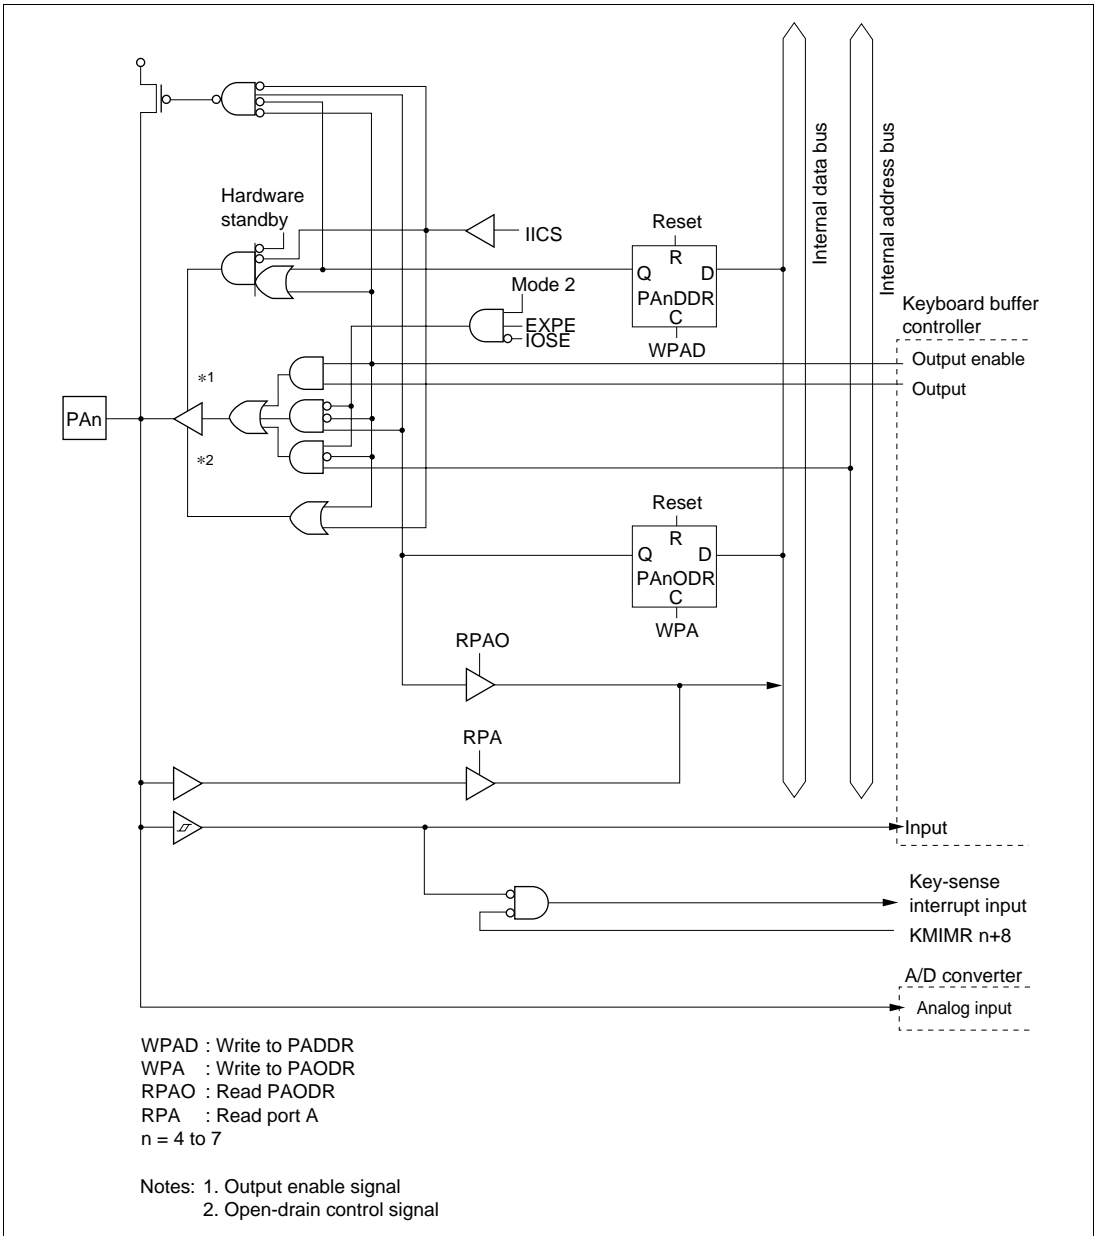 Hardware
standby
IICS
Reset
R
Q D
PAnDDR
C
WPAD
Mode 2
EXPE
IOSE
Internal data bus
Internal address bus
Keyboard buffer
controller
Output enable
Output
*1
PAn
*2
Reset
R
Q D
PAnODR
C
WPA
RPAO
RPA
Input
Key-sense
interrupt input
KMIMR n+8
A/D converter
Analog input
WPAD : Write to PADDR
WPA : Write to PAODR
RPAO : Read PAODR
RPA : Read port A
n = 4 to 7
Notes: 1. Output enable signal
2. Open-drain control signal